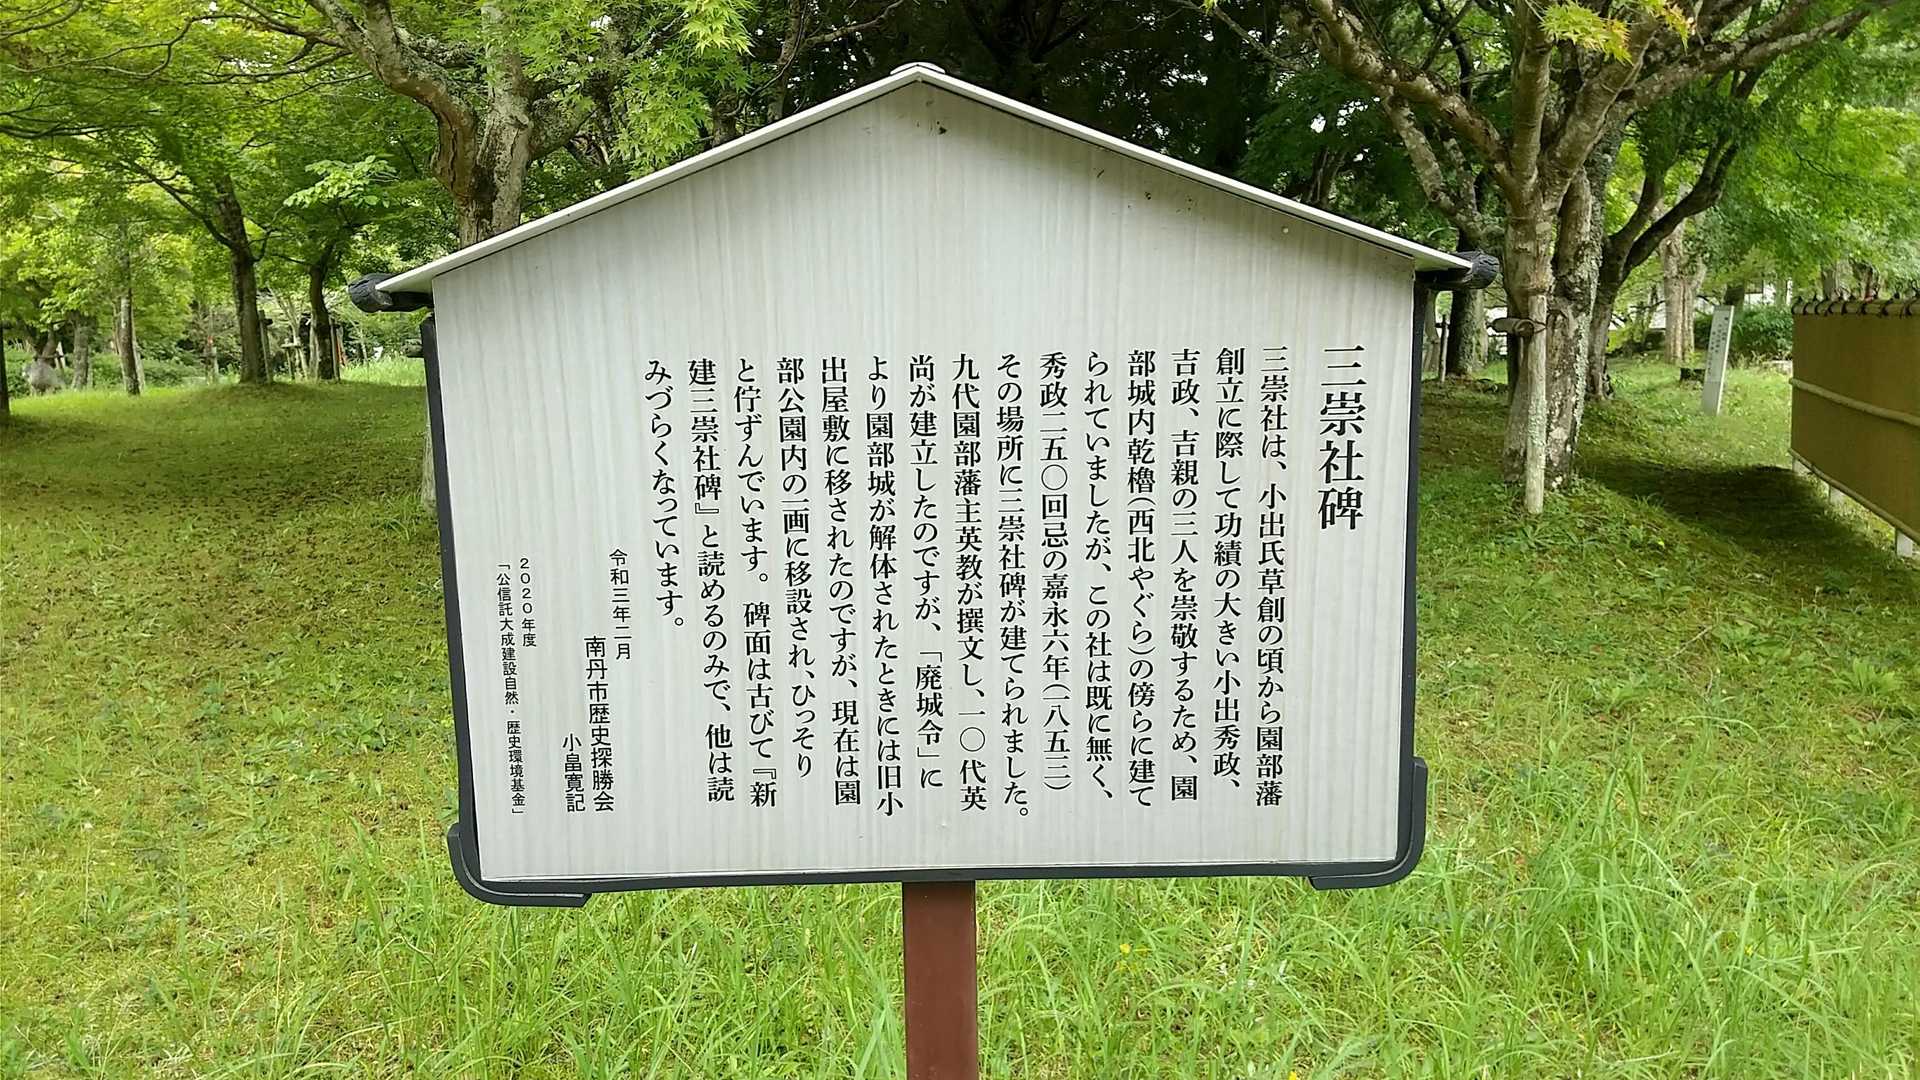 三崇社碑
三崇社は、小出氏草創の頃から園部藩
創立に際して功績の大きい小出秀政、
吉政、吉親の三人を崇敬するため、園
部城内乾櫓(西北やぐら)の傍らに建て
られていましたが、この社は既に無く、
秀政二五〇回忌の嘉永六年(一八五三)
その場所に三崇社碑が建てられました。
九代園部藩主英教が撰文し、一〇代英
尚が建立したのですが、「廃城令」に
より園部城が解体されたときには旧小
出屋敷に移されたのですが、現在は園
部公園内の一画に移設され、ひっそり
と佇ずんでいます。碑面は古びて『新
建三崇社碑』と読めるのみで、他は読
みづらくなっています。
令和三年二月
南丹市歴史探勝会
小畠寛記
2020年度
「公信託大成建設自然・歴史環境基金」